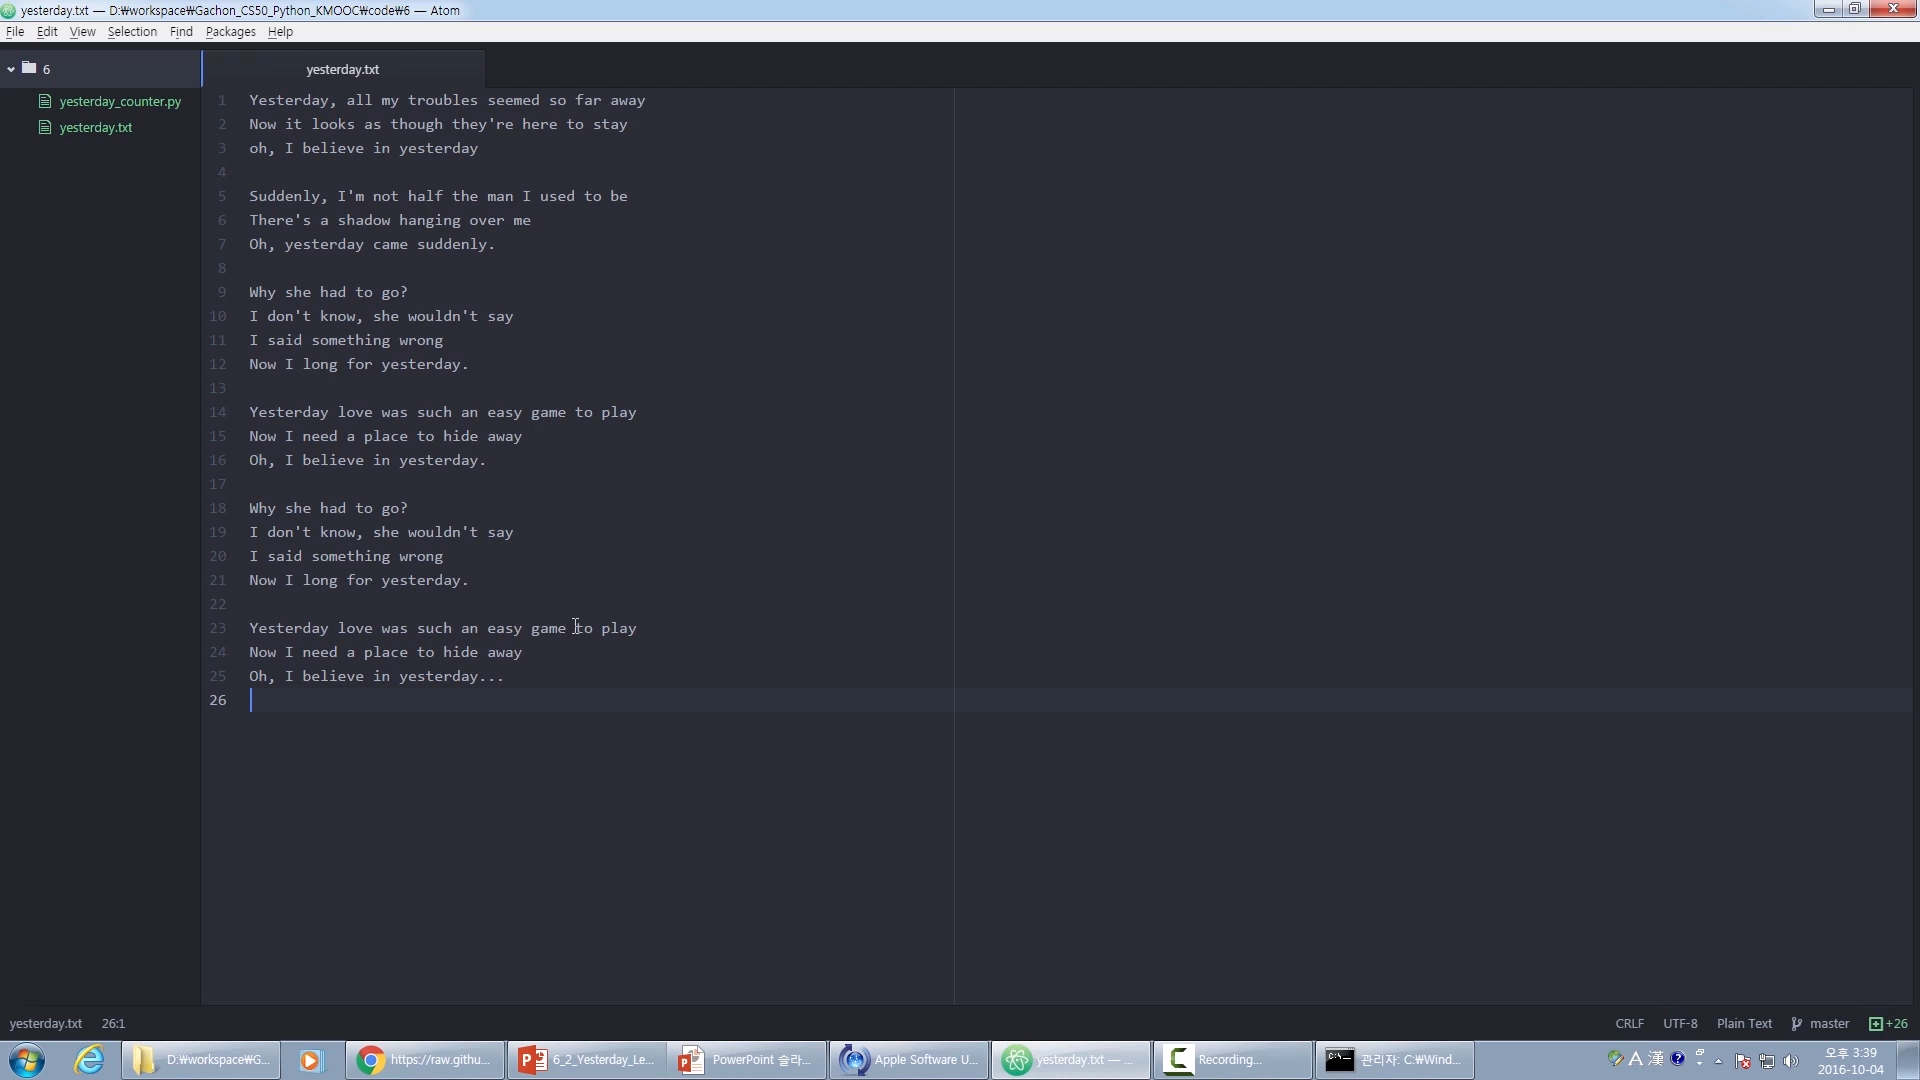 yesterday.txt — D:₩workspace₩Gachon_CS50_Python_KMOOC₩code₩6 — Atom
File Edit View Selection Find Packages Help
6
yesterday_counter.py
yesterday.txt
yesterday.txt
1 Yesterday, all my troubles seemed so far away
2 Now it looks as though they're here to stay
3 oh, I believe in yesterday
4
5 Suddenly, I'm not half the man I used to be
6 There's a shadow hanging over me
7 Oh, yesterday came suddenly.
8
9 Why she had to go?
10 I don't know, she wouldn't say
11 I said something wrong
12 Now I long for yesterday.
13
14 Yesterday love was such an easy game to play
15 Now I need a place to hide away
16 Oh, I believe in yesterday.
17
18 Why she had to go?
19 I don't know, she wouldn't say
20 I said something wrong
21 Now I long for yesterday.
22
23 Yesterday love was such an easy game to play
24 Now I need a place to hide away
25 Oh, I believe in yesterday...
26
yesterday.txt 26:1 CRLF UTF-8 Plain Text master +26
D:₩workspace₩G... https://raw.githu... 6_2_Yesterday_Le... PowerPoint 슬라... Apple Software U... yesterday.txt — ... Recording... 관리자: C:₩Wind... A 漢 오후 3:39
2016-10-04